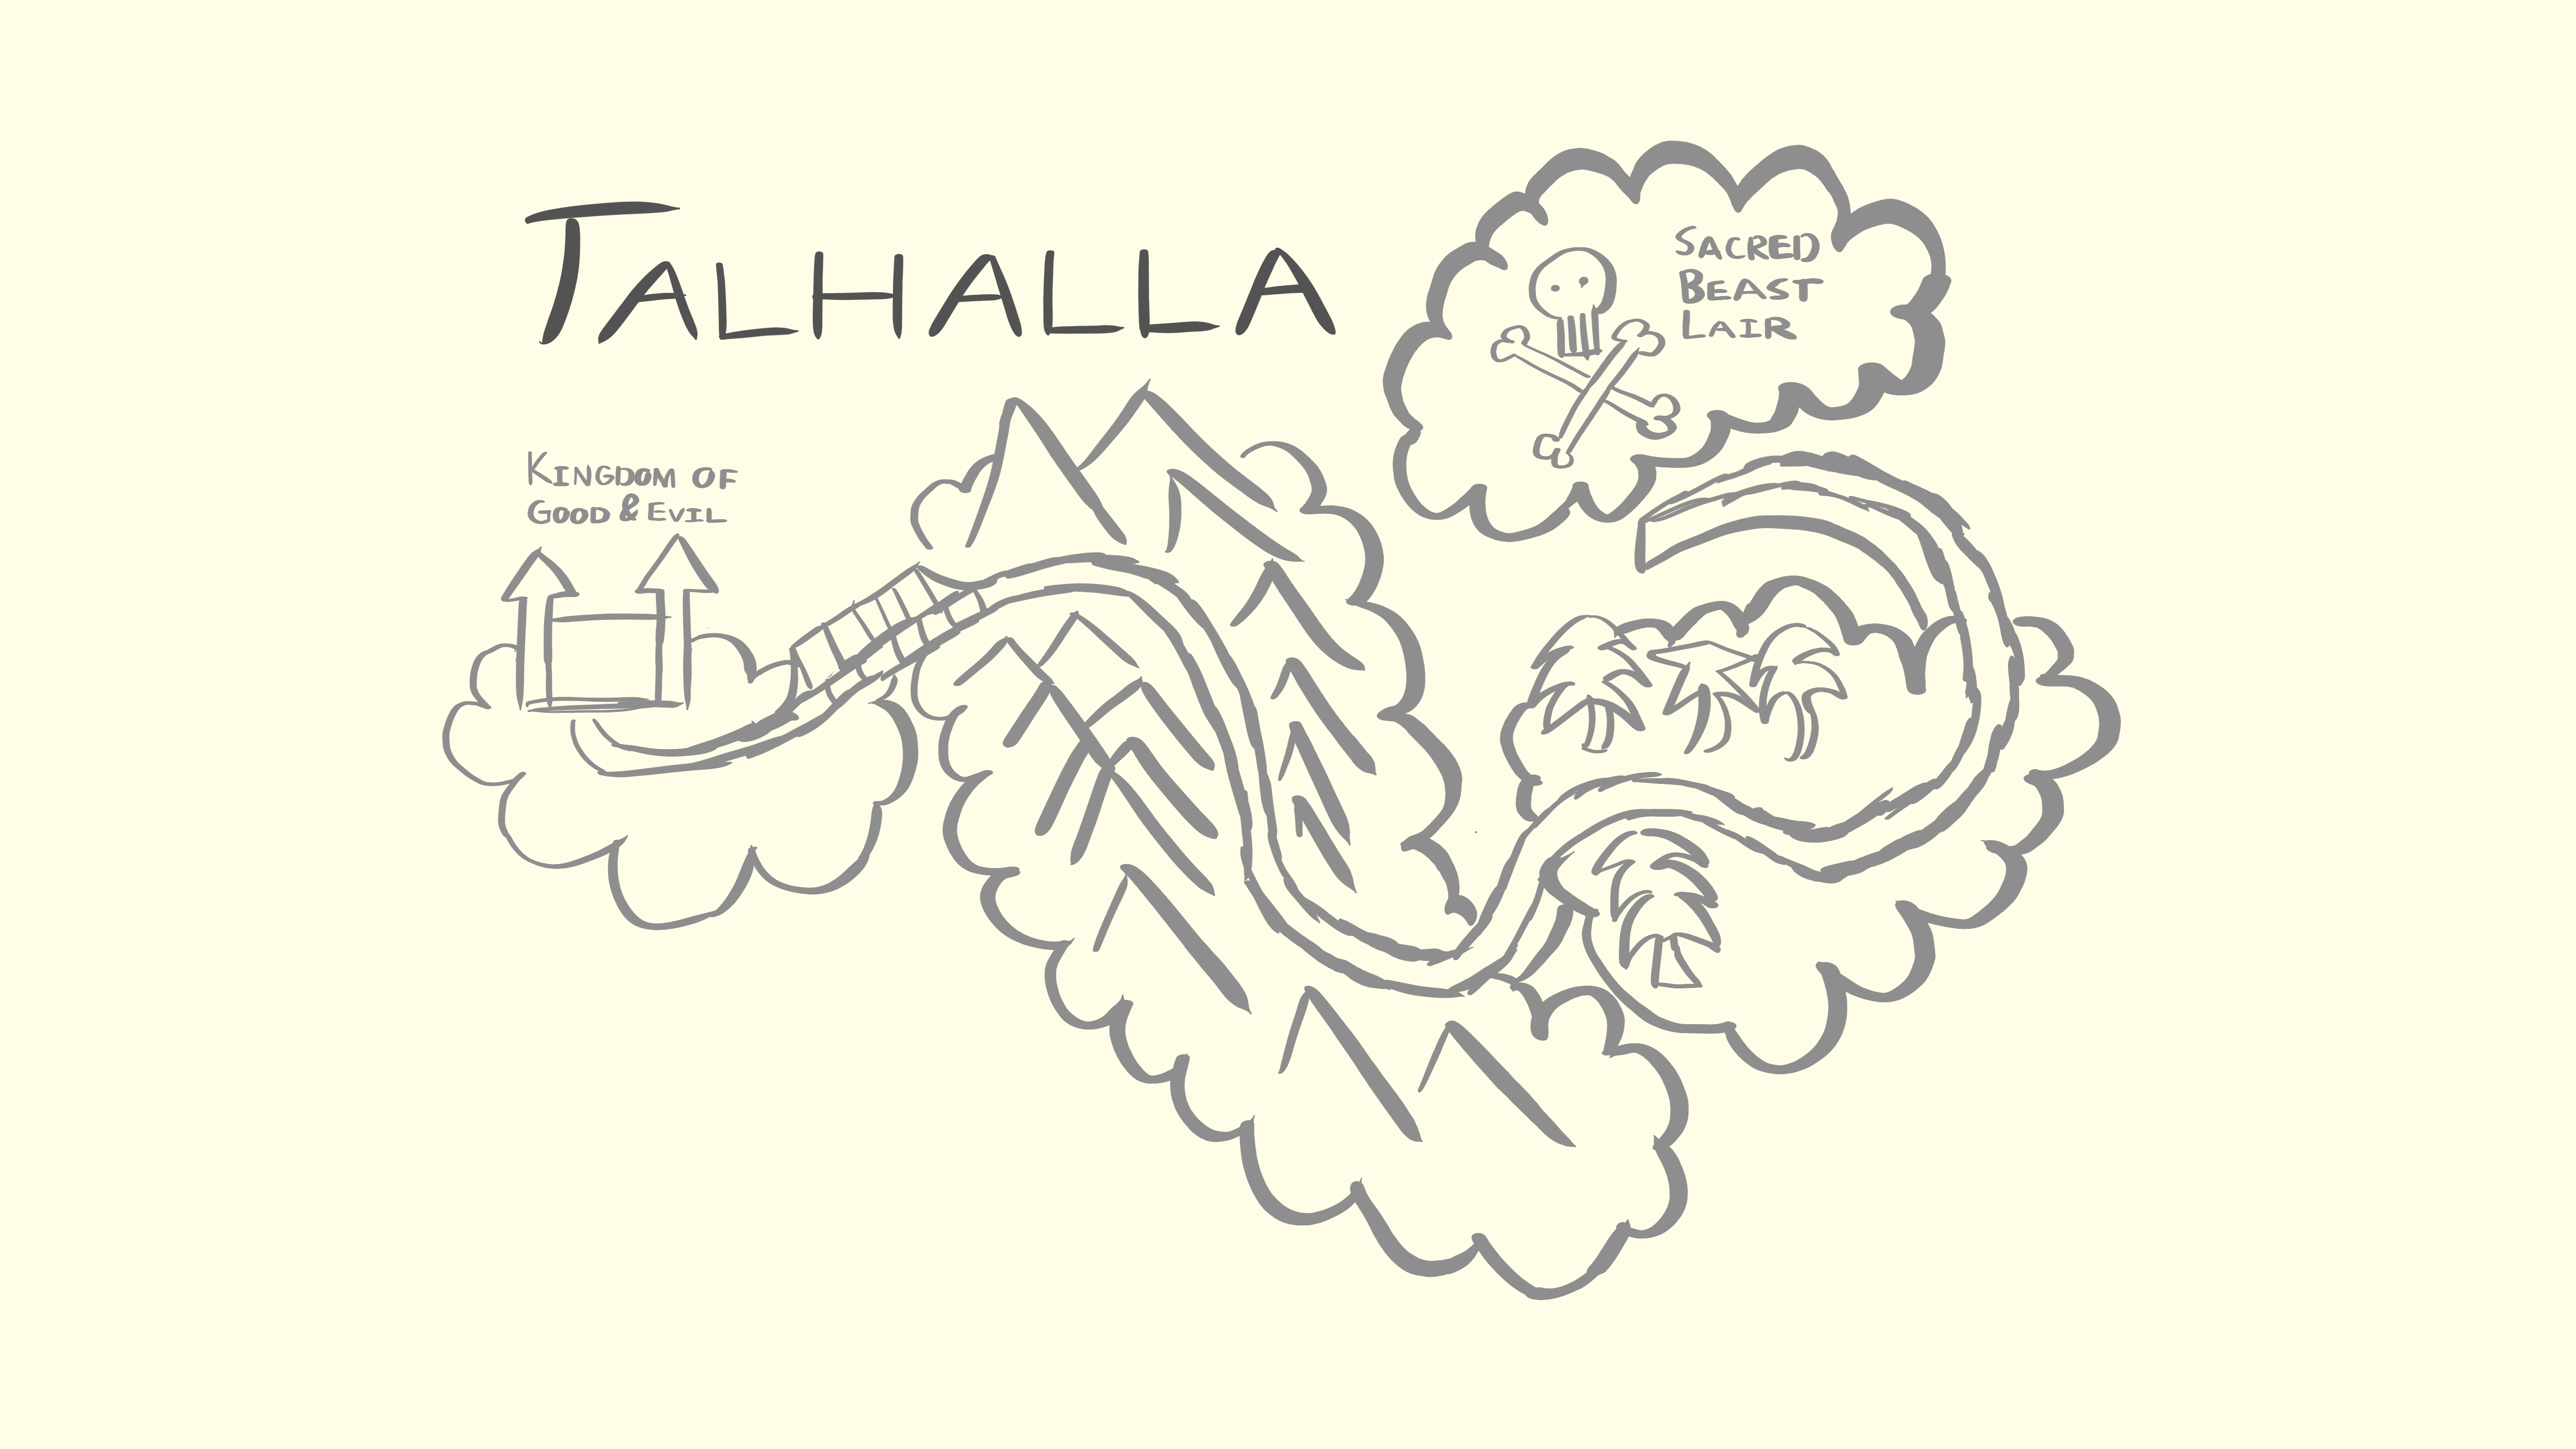 TALHALLA
SACRED
BEAST
LAIR
KINGDOM OF
GOOD & EVIL